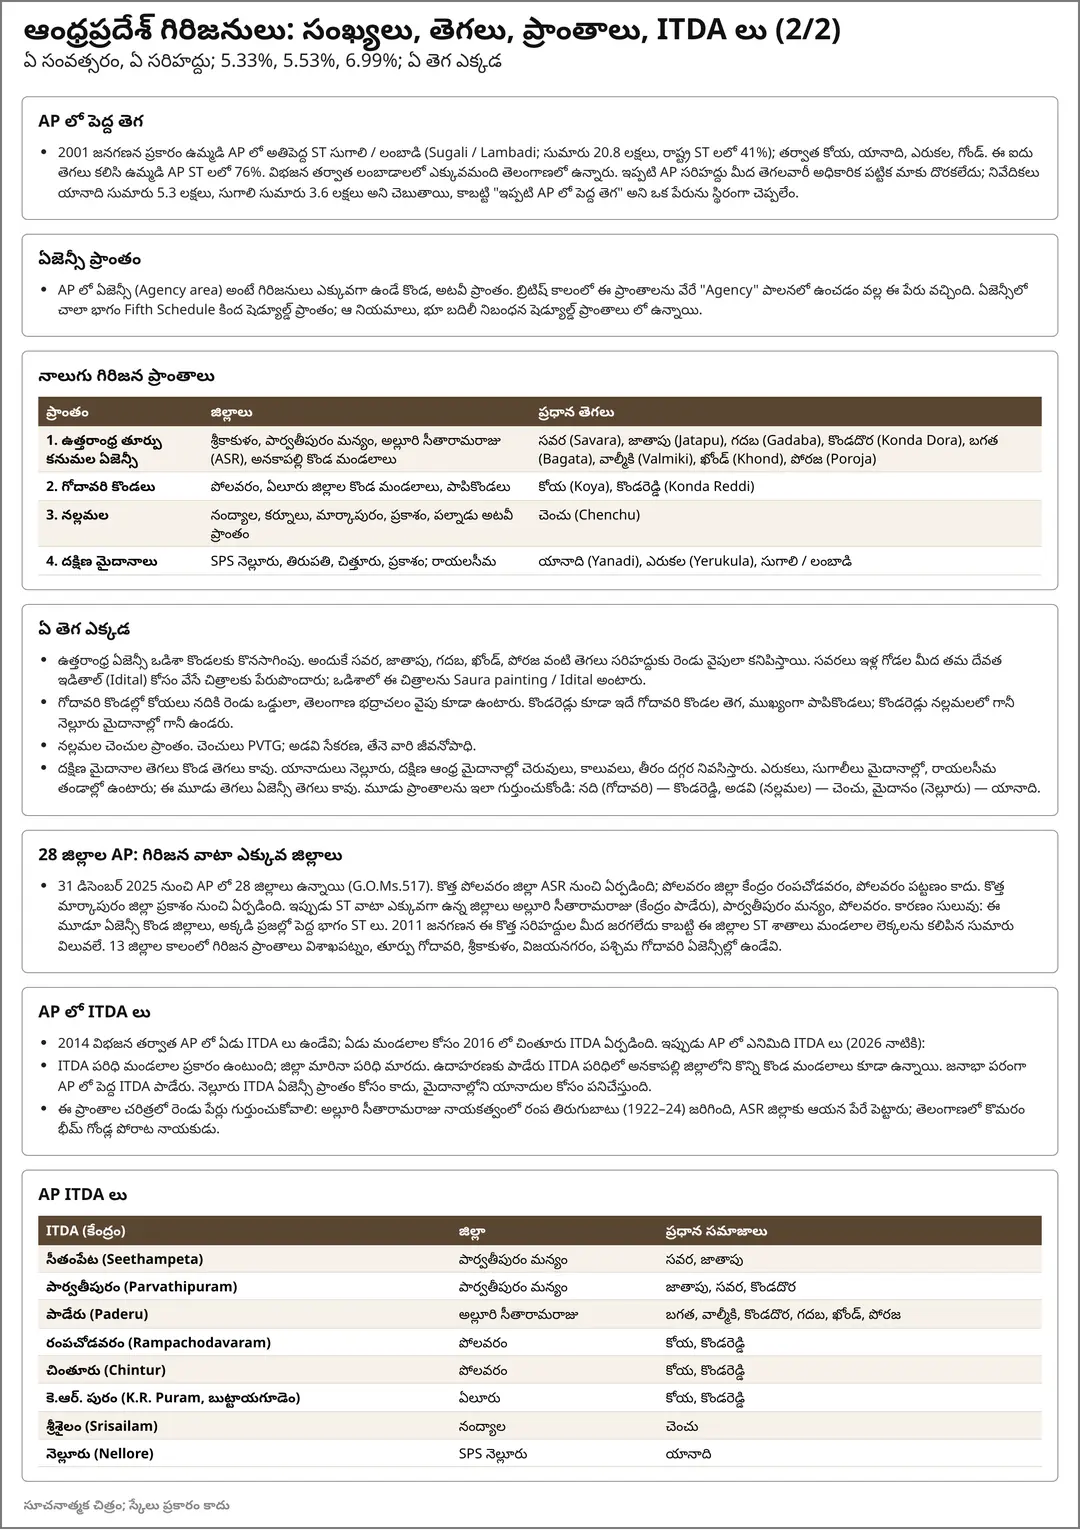 ఆంధ్రప్రదేశ్ గిరిజనులు: సంఖ్యలు, తెగలు, ప్రాంతాలు, ITDA లు (2/2)
ఏ సంవత్సరం, ఏ సరిహద్దు; 5.33%, 5.53%, 6.99%; ఏ తెగ ఎక్కడ
AP లో పెద్ద తెగ
• 2001 జనగణన ప్రకారం ఉమ్మడి AP లో అతిపెద్ద ST సుగాలి / లంబాడి (Sugali / Lambadi; సుమారు 20.8 లక్షలు, రాష్ట్ర ST లలో 41%); తర్వాత కోయ, యానాది, ఎరుకల, గోండ్. ఈ ఐదు
తెగలు కలిసి ఉమ్మడి AP ST లలో 76%. విభజన తర్వాత లంబాడాలలో ఎక్కువమంది తెలంగాణలో ఉన్నారు. ఇప్పటి AP సరిహద్దు మీద తెగలవారీ అధికారిక పట్టిక మాకు దొరకలేదు; నివేదికలు
యానాది సుమారు 5.3 లక్షలు, సుగాలి సుమారు 3.6 లక్షలు అని చెబుతాయి, కాబట్టి "ఇప్పటి AP లో పెద్ద తెగ" అని ఒక పేరును స్థిరంగా చెప్పలేం.
ఏజెన్సీ ప్రాంతం
• AP లో ఏజెన్సీ (Agency area) అంటే గిరిజనులు ఎక్కువగా ఉండే కొండ, అటవీ ప్రాంతం. బ్రిటిష్ కాలంలో ఈ ప్రాంతాలను వేరే "Agency" పాలనలో ఉంచడం వల్ల ఈ పేరు వచ్చింది. ఏజెన్సీలో
చాలా భాగం Fifth Schedule కింద షెడ్యూల్డ్ ప్రాంతం; ఆ నియమాలు, భూ బదిలీ నిబంధన షెడ్యూల్డ్ ప్రాంతాలు లో ఉన్నాయి.
నాలుగు గిరిజన ప్రాంతాలు
ప్రాంతం జిల్లాలు ప్రధాన తెగలు
1. ఉత్తరాంధ్ర తూర్పు శ్రీకాకుళం, పార్వతీపురం మన్యం, అల్లూరి సీతారామరాజు సవర (Savara), జాతాపు (Jatapu), గదబ (Gadaba), కొండదొర (Konda Dora), బగత
కనుమల ఏజెన్సీ (ASR), అనకాపల్లి కొండ మండలాలు (Bagata), వాల్మీకి (Valmiki), ఖోండ్ (Khond), పోరజ (Poroja)
2. గోదావరి కొండలు పోలవరం, ఏలూరు జిల్లాల కొండ మండలాలు, పాపికొండలు కోయ (Koya), కొండరెడ్డి (Konda Reddi)
3. నల్లమల నంద్యాల, కర్నూలు, మార్కాపురం, ప్రకాశం, పల్నాడు అటవీ చెంచు (Chenchu)
ప్రాంతం
4. దక్షిణ మైదానాలు SPS నెల్లూరు, తిరుపతి, చిత్తూరు, ప్రకాశం; రాయలసీమ యానాది (Yanadi), ఎరుకల (Yerukula), సుగాలి / లంబాడి
ఏ తెగ ఎక్కడ
• ఉత్తరాంధ్ర ఏజెన్సీ ఒడిశా కొండలకు కొనసాగింపు. అందుకే సవర, జాతాపు, గదబ, ఖోండ్, పోరజ వంటి తెగలు సరిహద్దుకు రెండు వైపులా కనిపిస్తాయి. సవరలు ఇళ్ల గోడల మీద తమ దేవత
ఇడితాల్ (Idital) కోసం వేసే చిత్రాలకు పేరుపొందారు; ఒడిశాలో ఈ చిత్రాలను Saura painting / Idital అంటారు.
• గోదావరి కొండల్లో కోయలు నదికి రెండు ఒడ్డులా, తెలంగాణ భద్రాచలం వైపు కూడా ఉంటారు. కొండరెడ్లు కూడా ఇదే గోదావరి కొండల తెగ, ముఖ్యంగా పాపికొండలు; కొండరెడ్లు నల్లమలలో గానీ
నెల్లూరు మైదానాల్లో గానీ ఉండరు.
• నల్లమల చెంచుల ప్రాంతం. చెంచులు PVTG; అడవి సేకరణ, తేనె వారి జీవనోపాధి.
• దక్షిణ మైదానాల తెగలు కొండ తెగలు కావు. యానాదులు నెల్లూరు, దక్షిణ ఆంధ్ర మైదానాల్లో చెరువులు, కాలువలు, తీరం దగ్గర నివసిస్తారు. ఎరుకలు, సుగాలీలు మైదానాల్లో, రాయలసీమ
తండాల్లో ఉంటారు; ఈ మూడు తెగలు ఏజెన్సీ తెగలు కావు. మూడు ప్రాంతాలను ఇలా గుర్తుంచుకోండి: నది (గోదావరి) — కొండరెడ్డి, అడవి (నల్లమల) — చెంచు, మైదానం (నెల్లూరు) — యానాది.
28 జిల్లాల AP: గిరిజన వాటా ఎక్కువ జిల్లాలు
• 31 డిసెంబర్ 2025 నుంచి AP లో 28 జిల్లాలు ఉన్నాయి (G.O.Ms.517). కొత్త పోలవరం జిల్లా ASR నుంచి ఏర్పడింది; పోలవరం జిల్లా కేంద్రం రంపచోడవరం, పోలవరం పట్టణం కాదు. కొత్త
మార్కాపురం జిల్లా ప్రకాశం నుంచి ఏర్పడింది. ఇప్పుడు ST వాటా ఎక్కువగా ఉన్న జిల్లాలు అల్లూరి సీతారామరాజు (కేంద్రం పాడేరు), పార్వతీపురం మన్యం, పోలవరం. కారణం సులువు: ఈ
మూడూ ఏజెన్సీ కొండ జిల్లాలు, అక్కడి ప్రజల్లో పెద్ద భాగం ST లు. 2011 జనగణన ఈ కొత్త సరిహద్దుల మీద జరగలేదు కాబట్టి ఈ జిల్లాల ST శాతాలు మండలాల లెక్కలను కలిపిన సుమారు
విలువలే. 13 జిల్లాల కాలంలో గిరిజన ప్రాంతాలు విశాఖపట్నం, తూర్పు గోదావరి, శ్రీకాకుళం, విజయనగరం, పశ్చిమ గోదావరి ఏజెన్సీల్లో ఉండేవి.
AP లో ITDA లు
• 2014 విభజన తర్వాత AP లో ఏడు ITDA లు ఉండేవి; ఏడు మండలాల కోసం 2016 లో చింతూరు ITDA ఏర్పడింది. ఇప్పుడు AP లో ఎనిమిది ITDA లు (2026 నాటికి):
• ITDA పరిధి మండలాల ప్రకారం ఉంటుంది; జిల్లా మారినా పరిధి మారదు. ఉదాహరణకు పాడేరు ITDA పరిధిలో అనకాపల్లి జిల్లాలోని కొన్ని కొండ మండలాలు కూడా ఉన్నాయి. జనాభా పరంగా
AP లో పెద్ద ITDA పాడేరు. నెల్లూరు ITDA ఏజెన్సీ ప్రాంతం కోసం కాదు, మైదానాల్లోని యానాదుల కోసం పనిచేస్తుంది.
• ఈ ప్రాంతాల చరిత్రలో రెండు పేర్లు గుర్తుంచుకోవాలి: అల్లూరి సీతారామరాజు నాయకత్వంలో రంప తిరుగుబాటు (1922–24) జరిగింది, ASR జిల్లాకు ఆయన పేరే పెట్టారు; తెలంగాణలో కొమరం
భీమ్ గోండ్ల పోరాట నాయకుడు.
AP ITDA లు
ITDA (కేంద్రం) జిల్లా ప్రధాన సమాజాలు
సీతంపేట (Seethampeta) పార్వతీపురం మన్యం సవర, జాతాపు
పార్వతీపురం (Parvathipuram) పార్వతీపురం మన్యం జాతాపు, సవర, కొండదొర
పాడేరు (Paderu) అల్లూరి సీతారామరాజు బగత, వాల్మీకి, కొండదొర, గదబ, ఖోండ్, పోరజ
రంపచోడవరం (Rampachodavaram) పోలవరం కోయ, కొండరెడ్డి
చింతూరు (Chintur) పోలవరం కోయ, కొండరెడ్డి
కె.ఆర్. పురం (K.R. Puram, బుట్టాయగూడెం) ఏలూరు కోయ, కొండరెడ్డి
శ్రీశైలం (Srisailam) నంద్యాల చెంచు
నెల్లూరు (Nellore) SPS నెల్లూరు యానాది
సూచనాత్మక చిత్రం; స్కేలు ప్రకారం కాదు